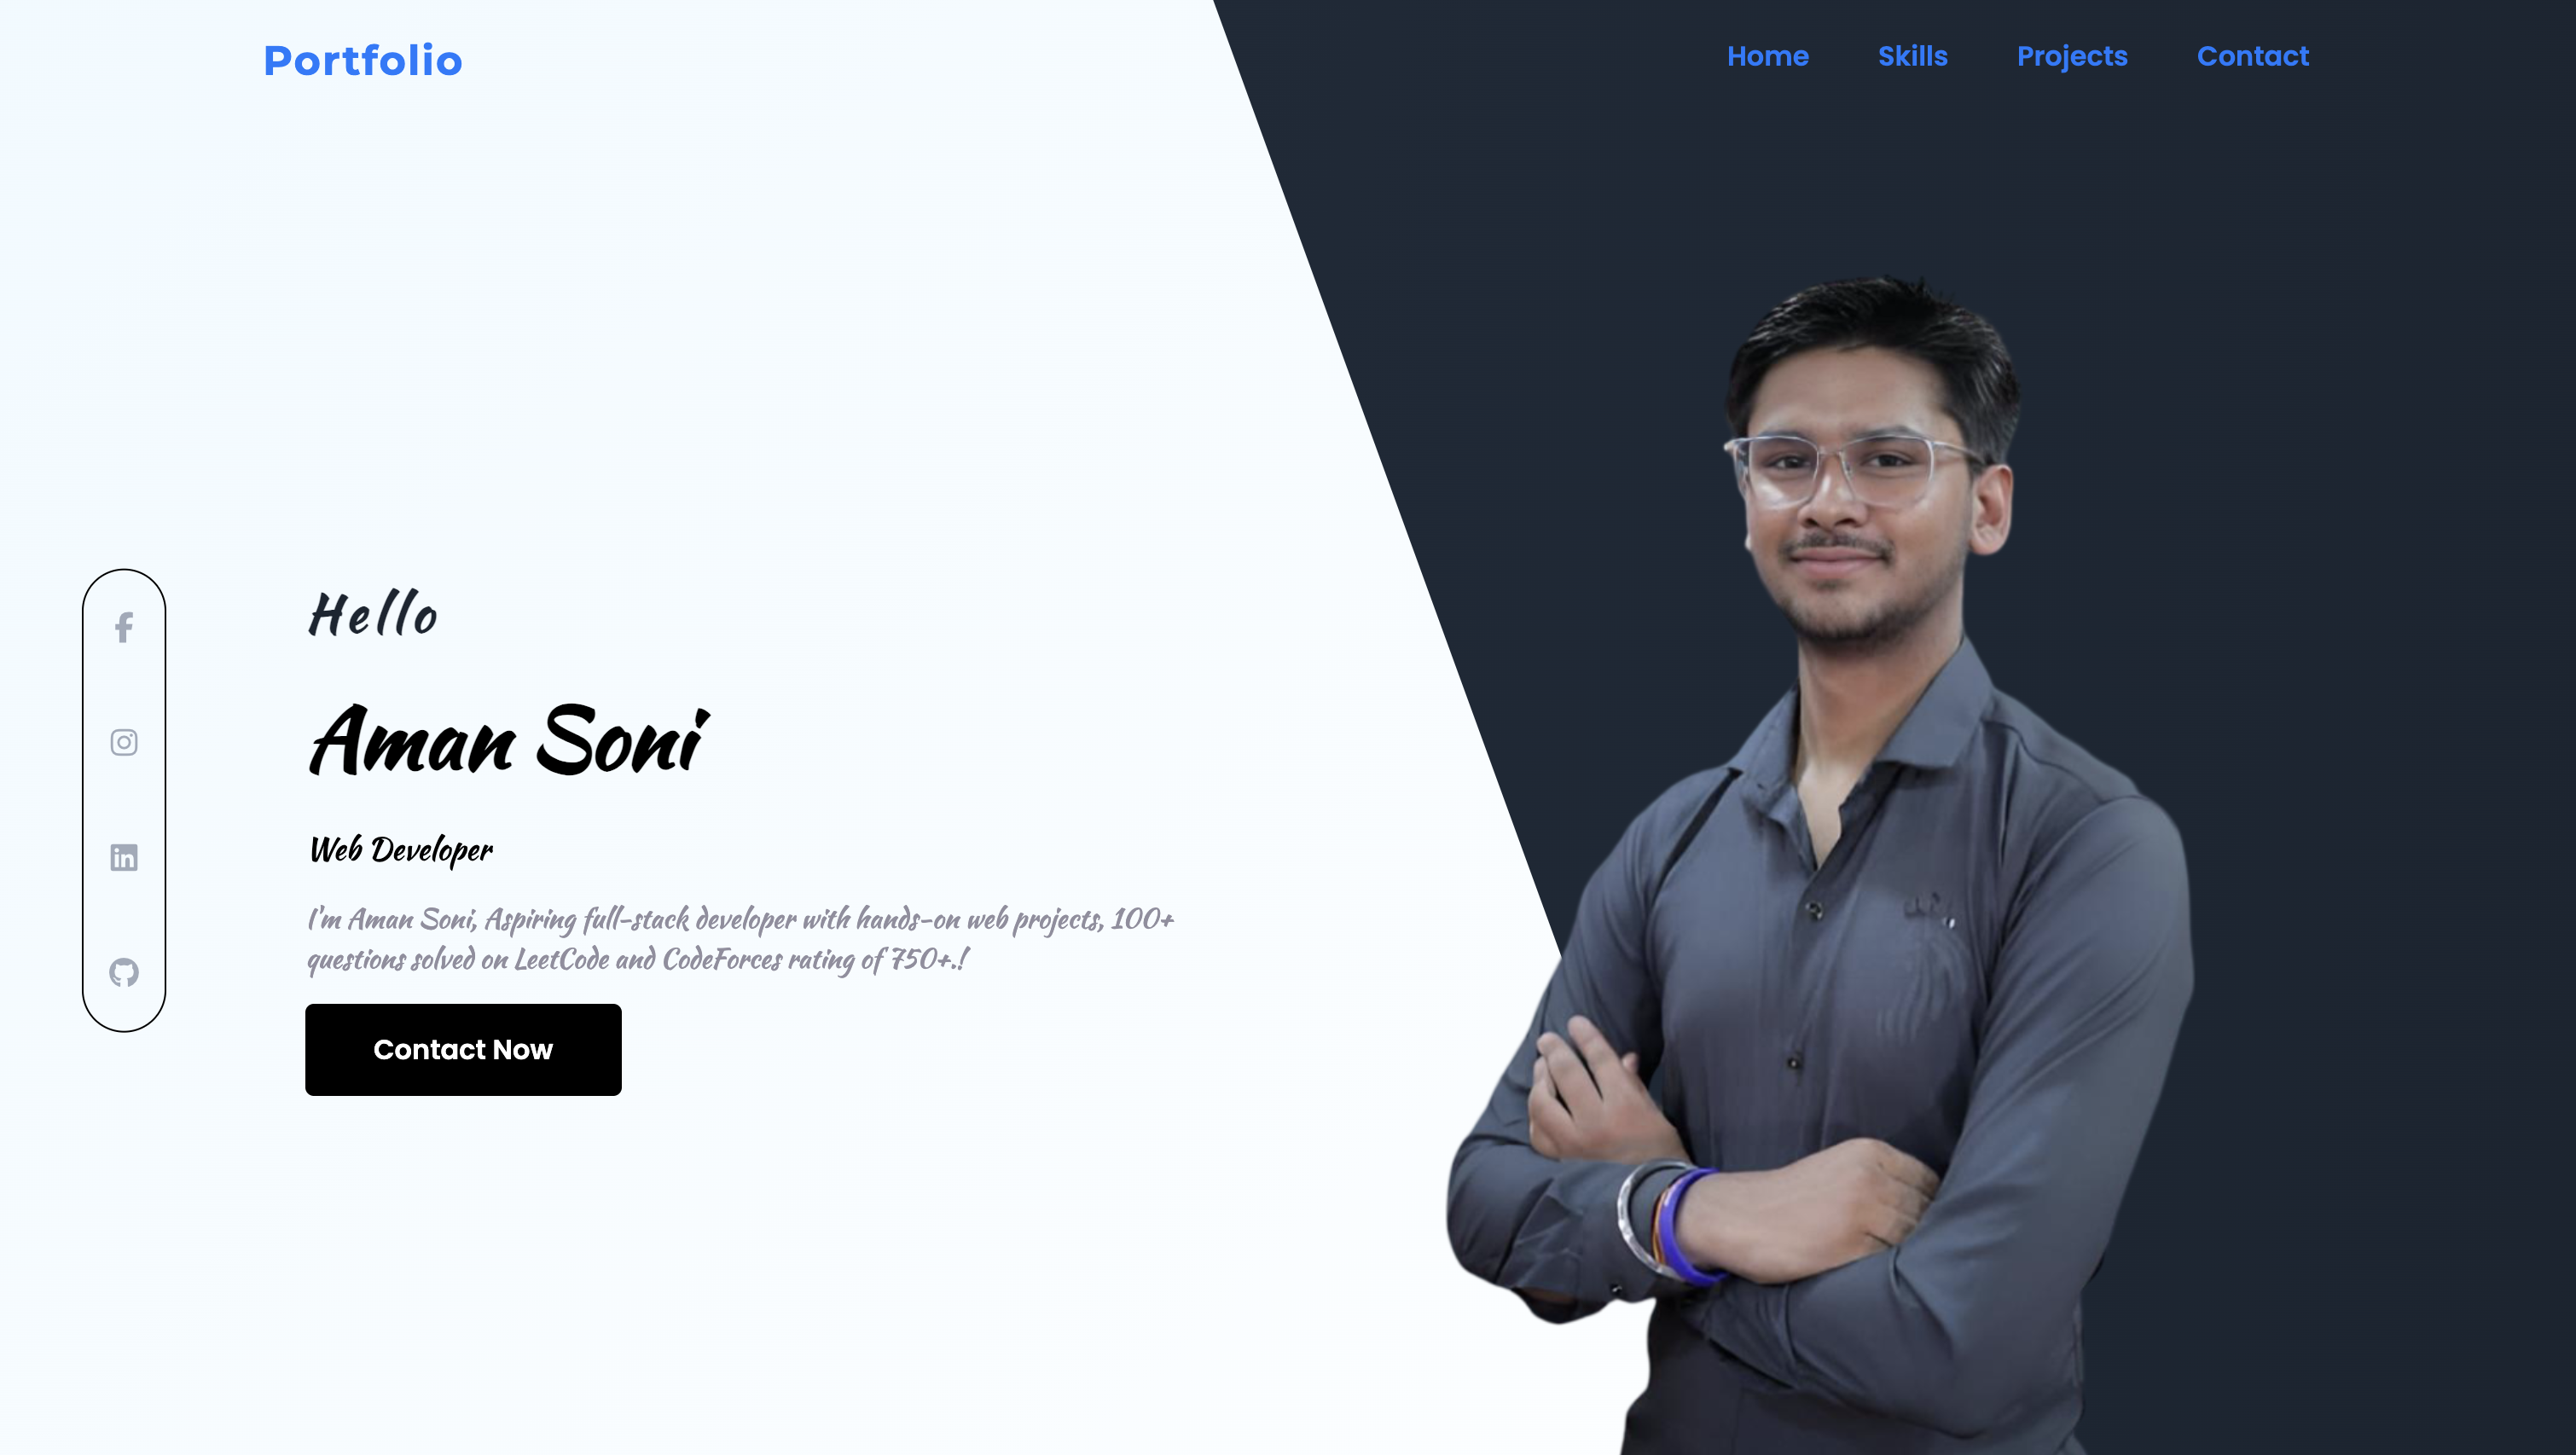 Portfolio
Home Skills Projects Contact
Hello
Aman Soni
Web Developer
I'm Aman Soni, Aspiring full-stack developer with hands-on web projects, 100+
questions solved on LeetCode and CodeForces rating of 750+.!
Contact Now